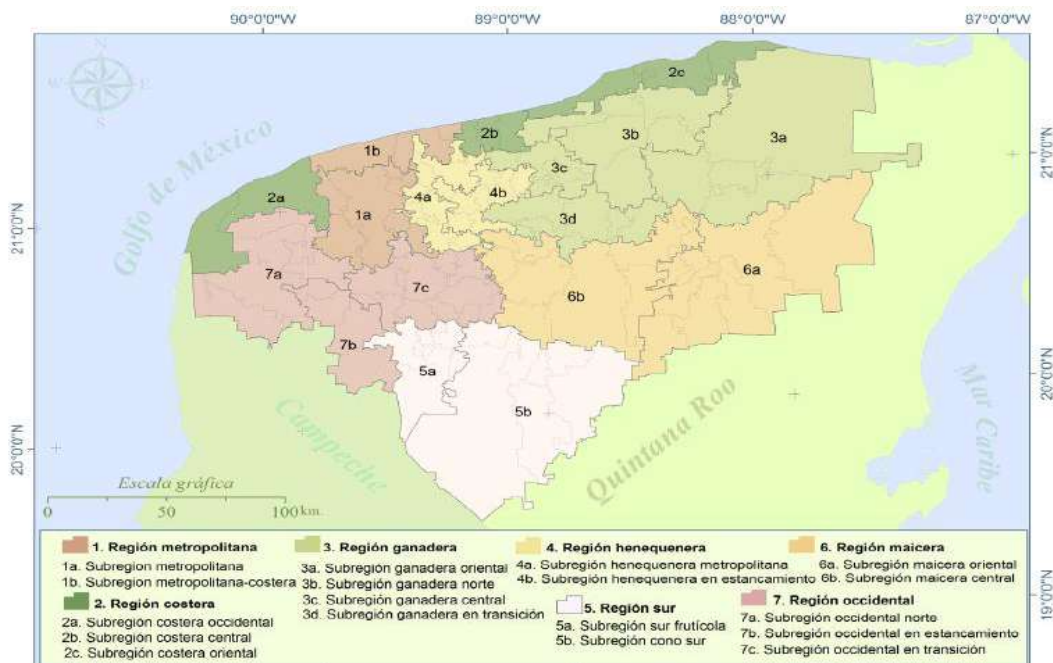 90°0'0"W 89°0'0"W 88°0'0"W 87°0'0"W
N
W E
S
Golfo de México
2c
2b
3b
3a
1b
3c
4b
4a
2a
1a
3d
21°0'0"N
21°0'0"N
7a
7c
6b
6a
7b
5a
5b
20°0'0"N
20°0'0"N
Campeche
Quintana Roo
Mar Caribe
Escala gráfica
0 50 100 km.
19°0'0"N
1. Región metropolitana
1a. Subregion metropolitana
1b. Subregión metropolitana-costera
2. Región costera
2a. Subregión costera occidental
2b. Subregión costera central
2c. Subregión costera oriental
3. Región ganadera
3a. Subregión ganadera oriental
3b. Subregión ganadera norte
3c. Subregión ganadera central
3d. Subregión ganadera en transición
4. Región henequenera
4a. Subregión henequenera metropolitana
4b. Subregión henequenera en estancamiento
5. Región sur
5a. Subregión sur frutícola
5b. Subregión cono sur
6. Región maicera
6a. Subregión maicera oriental
6b. Subregión maicera central
7. Región occidental
7a. Subregión occidental norte
7b. Subregión occidental en estancamiento
7c. Subregión occidental en transición